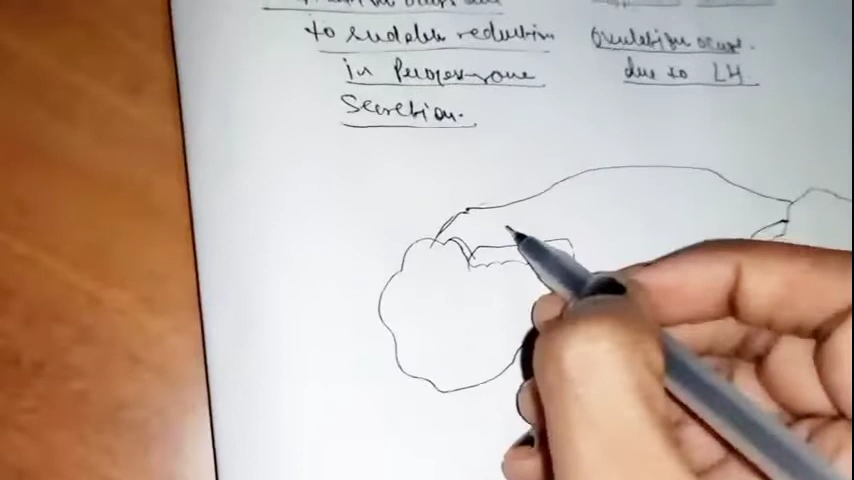 to sudden reduction
in Progesterone
Secretion.
Ovulation occurs
due to LH.